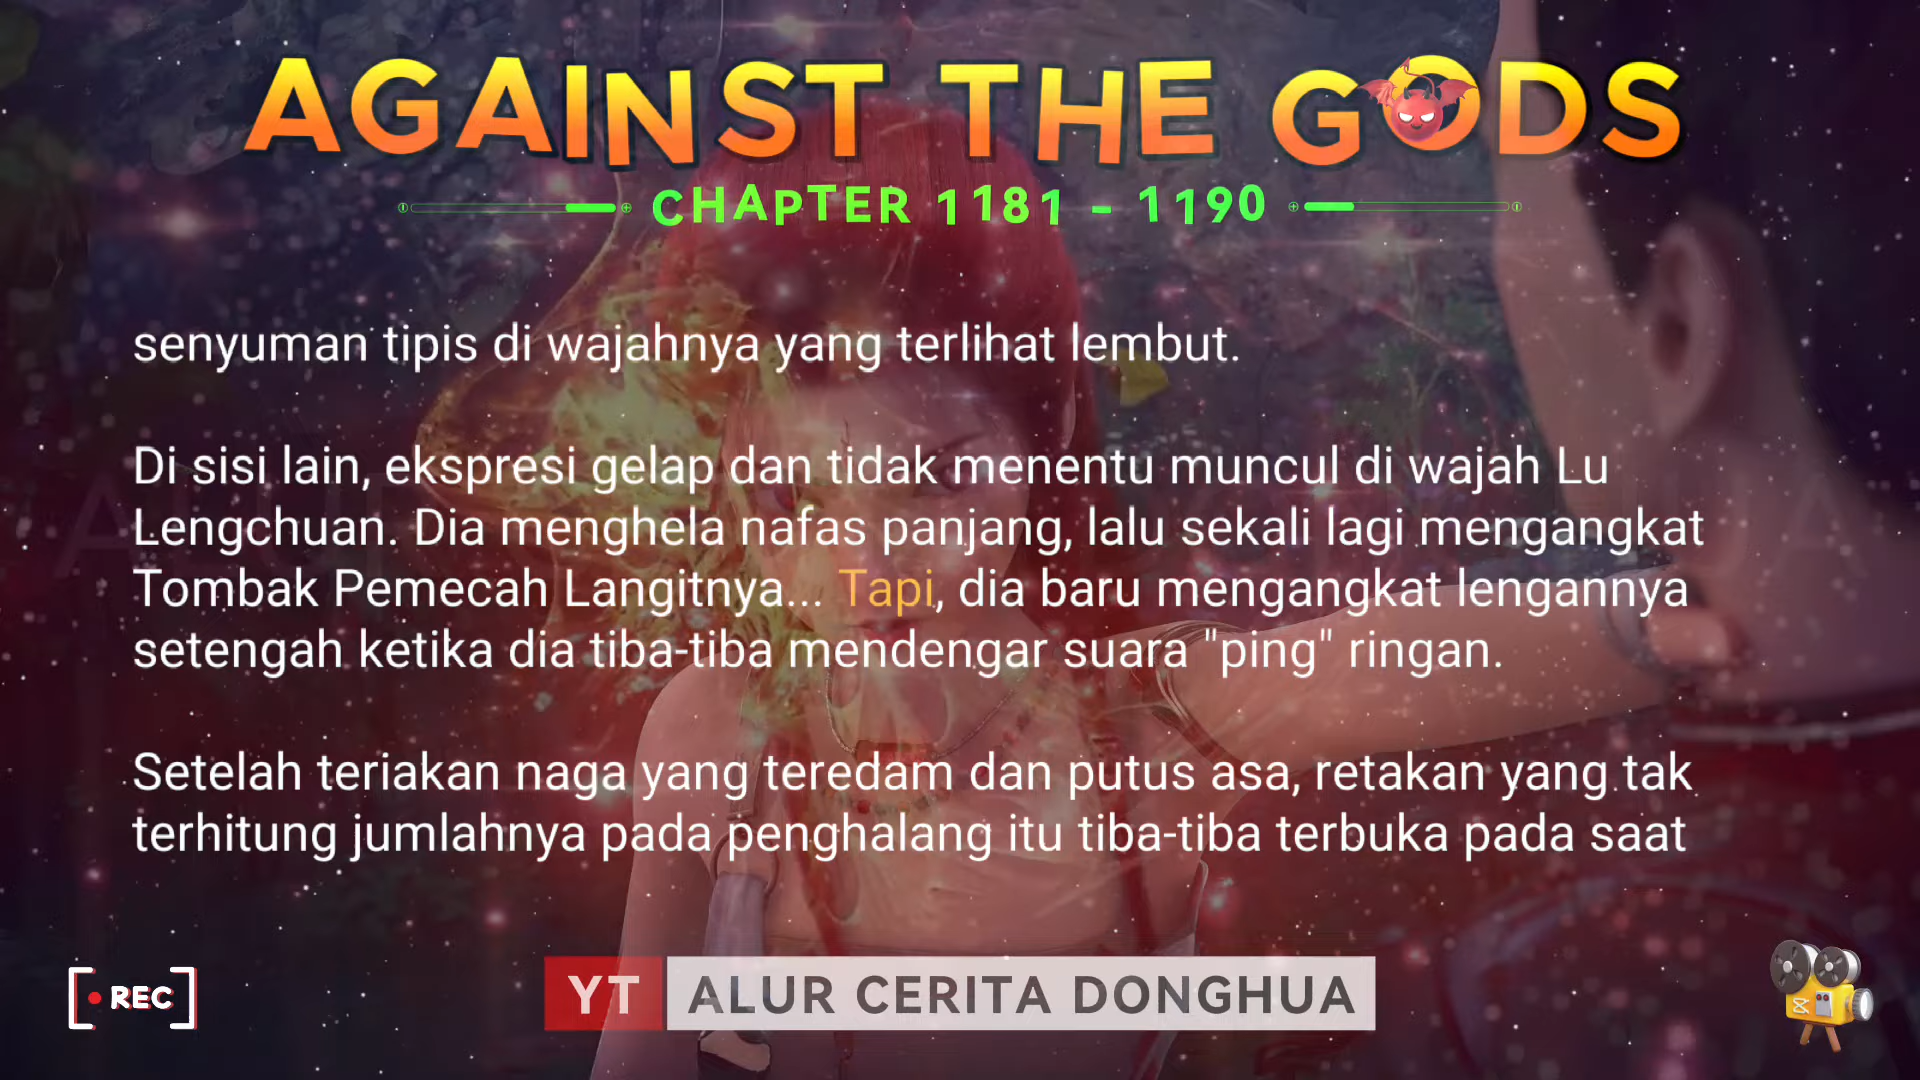 AGAINST THE GODS
CHAPTER 1181 - 1190
senyuman tipis di wajahnya yang terlihat lembut.
Di sisi lain, ekspresi gelap dan tidak menentu muncul di wajah Lu
Lengchuan. Dia menghela nafas panjang, lalu sekali lagi mengangkat
Tombak Pemecah Langitnya... Tapi, dia baru mengangkat lengannya
setengah ketika dia tiba-tiba mendengar suara "ping" ringan.
Setelah teriakan naga yang teredam dan putus asa, retakan yang tak
terhitung jumlahnya pada penghalang itu tiba-tiba terbuka pada saat
REC
YT ALUR CERITA DONGHUA